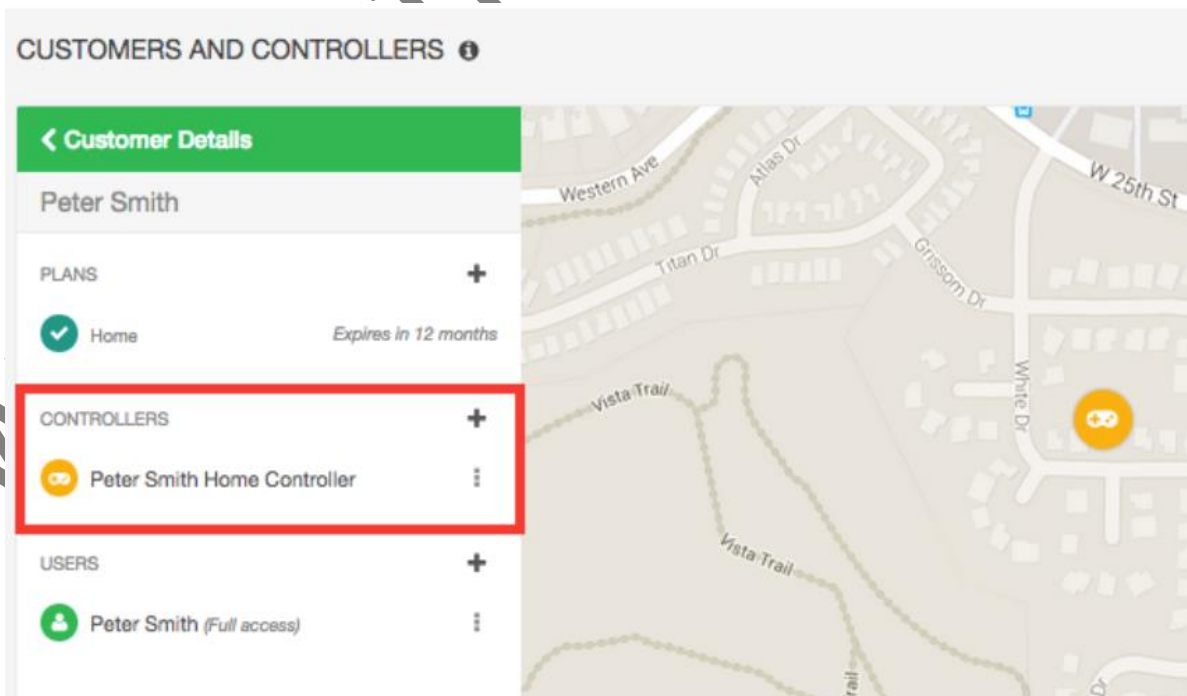 CUSTOMERS AND CONTROLLERS
Customer Details
Peter Smith
PLANS
Home Expires in 12 months
CONTROLLERS
Peter Smith Home Controller
USERS
Peter Smith (Full access)
Western Ave
Atlas Dr
W 25th St
Titan Dr
Grissom Dr
Vista Trail
White Dr
Vista Trail
rail
Dr